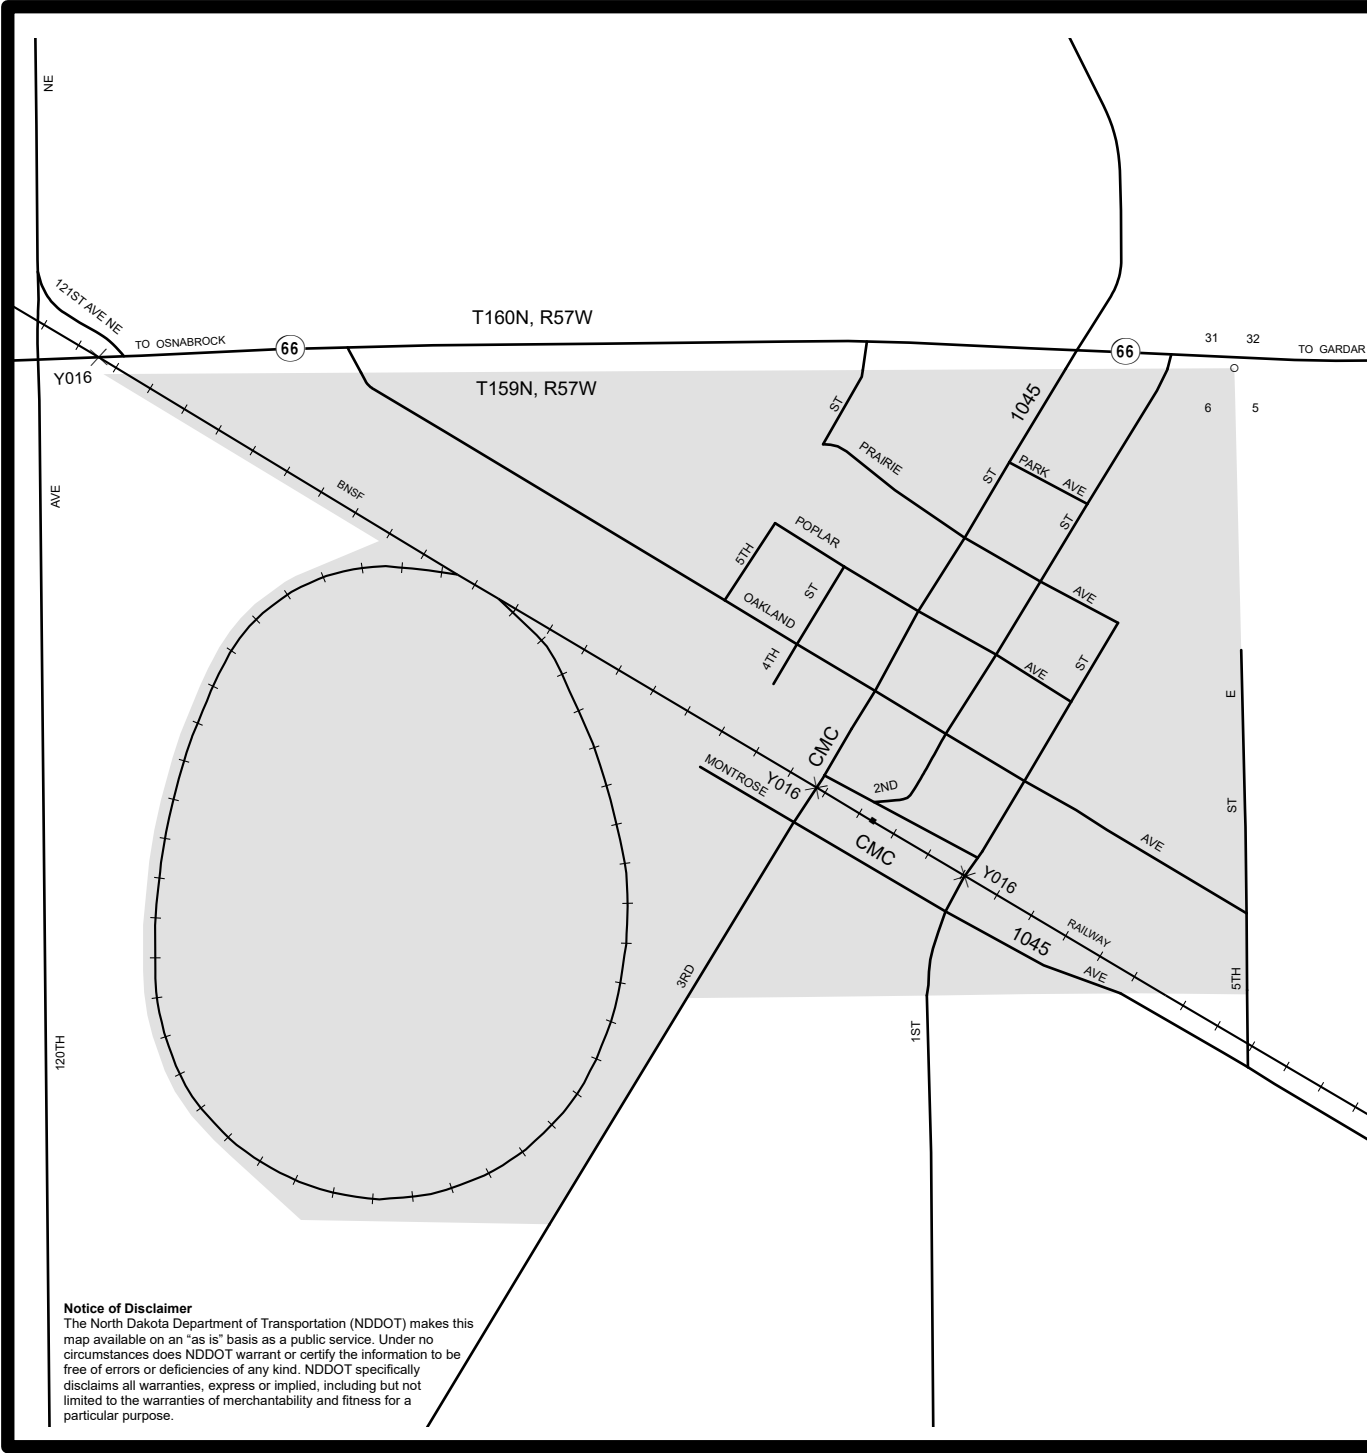 NE
121ST AVE NE
TO OSNABROCK
66
T160N, R57W
66
31
32
TO GARDAR
Y016
T159N, R57W
6
5
1045
ST
PRAIRIE
ST
PARK
AVE
ST
AVE
BNSF
POPLAR
5TH
ST
OAKLAND
4TH
AVE
AVE
ST
E
CMC
MONTROSE
Y016
2ND
ST
CMC
AVE
Y016
1045
RAILWAY
AVE
3RD
5TH
1ST
120TH
Notice of Disclaimer
The North Dakota Department of Transportation (NDDOT) makes this
map available on an “as is” basis as a public service. Under no
circumstances does NDDOT warrant or certify the information to be
free of errors or deficiencies of any kind. NDDOT specifically
disclaims all warranties, express or implied, including but not
limited to the warranties of merchantability and fitness for a
particular purpose.